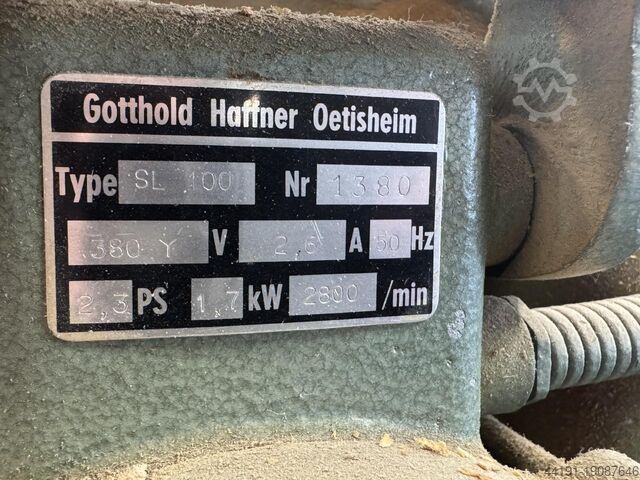 Gotthold Haffner Oetisheim
Type SL 100 Nr 1380
380 Y V 2,6 A 50 Hz
2,3 PS 1,7 kW 2800 /min
44191-19087646